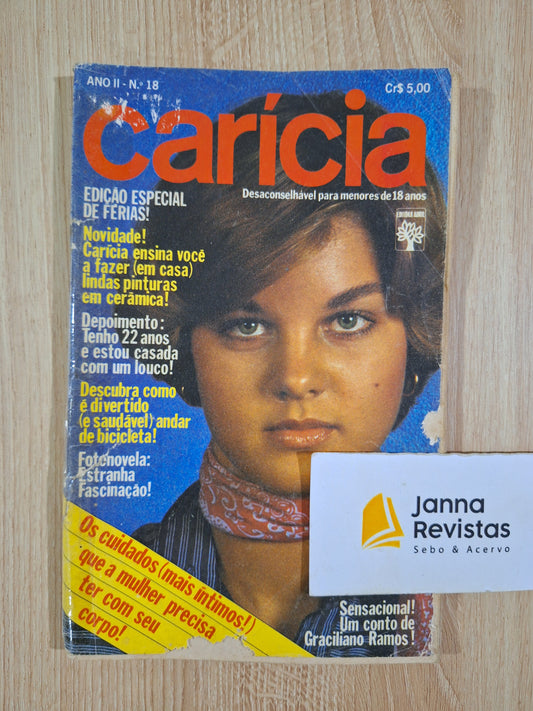 ANO II - N.º 18
Cr$ 5,00
carícia
Desaconselhável para menores de 18 anos
EDIÇÃO ESPECIAL
DE FÉRIAS!
EDITORA ABRIL
Novidade!
Carícia ensina você
a fazer (em casa)
lindas pinturas
em cerâmica!
Depoimento:
Tenho 22 anos
e estou casada
com um louco!
Descubra como
é divertido
(e saudável) andar
de bicicleta!
Fotonovela:
Estranha
Fascinação!
Os cuidados (mais íntimos!)
que a mulher precisa
ter com seu
corpo!
Janna
Revistas
Sebo & Acervo
Sensacional!
Um conto de
Graciliano Ramos!